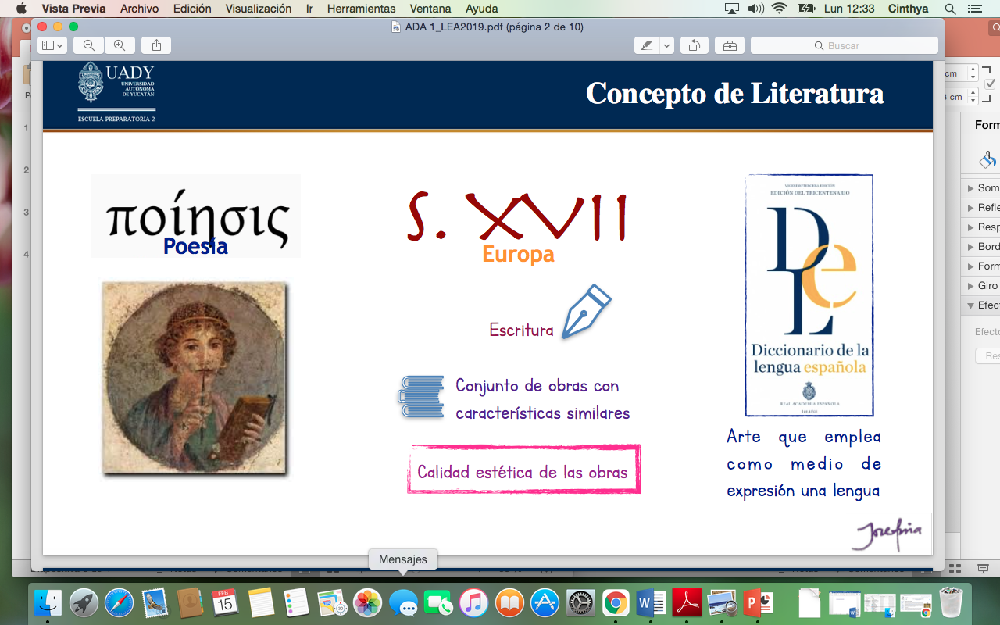 Vista Previa Archivo Edición Visualización Ir Herramientas Ventana Ayuda Lun 12:33 Cinthya
ADA 1_LEA2019.pdf (página 2 de 10)
Buscar
UADY
UNIVERSIDAD
AUTÓNOMA
DE YUCATÁN
ESCUELA PREPARATORIA 2
Concepto de Literatura
ποίησις
Poesía
S. XVII
Europa
Escritura
Conjunto de obras con
características similares
Calidad estética de las obras
VIGESIMOTERCERA EDICIÓN
EDICIÓN DEL TRICENTENARIO
DLe
Diccionario de la
lengua española
REAL ACADEMIA ESPAÑOLA
Arte que emplea
como medio de
expresión una lengua
Josefina
1
2
3
4
cm
cm
Form
Som
Refle
Resp
Bord
Form
Giro
Efec
Efecto
Res
Mensajes
FEB
15